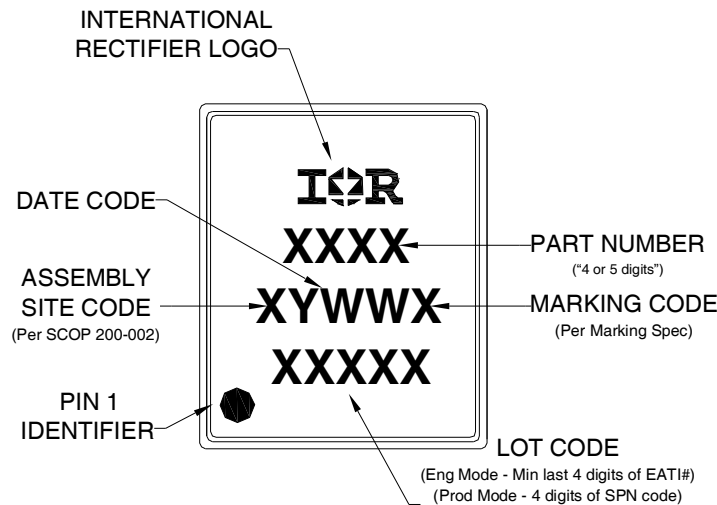 INTERNATIONAL
RECTIFIER LOGO
IOR
DATE CODE
XXXX
PART NUMBER
(“4 or 5 digits”)
ASSEMBLY
SITE CODE
(Per SCOP 200-002)
XYWWX
MARKING CODE
(Per Marking Spec)
XXXXX
PIN 1
IDENTIFIER
LOT CODE
(Eng Mode - Min last 4 digits of EATI#)
(Prod Mode - 4 digits of SPN code)